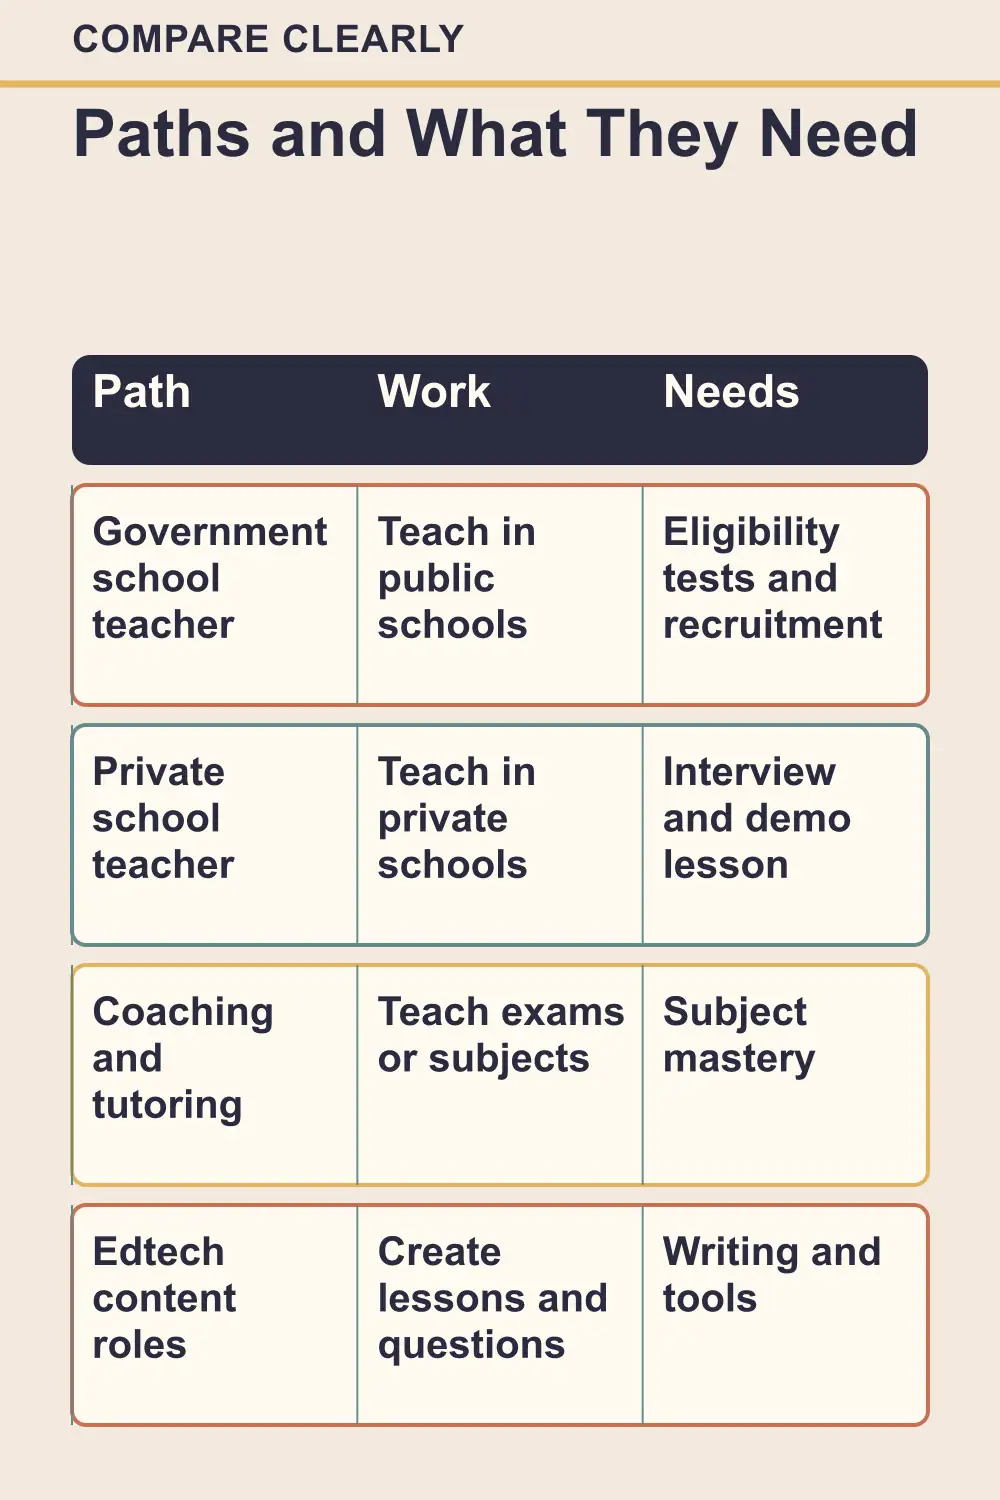 COMPARE CLEARLY
Paths and What They Need
Path Work Needs
Government school teacher
Teach in public schools
Eligibility tests and recruitment
Private school teacher
Teach in private schools
Interview and demo lesson
Coaching and tutoring
Teach exams or subjects
Subject mastery
Edtech content roles
Create lessons and questions
Writing and tools